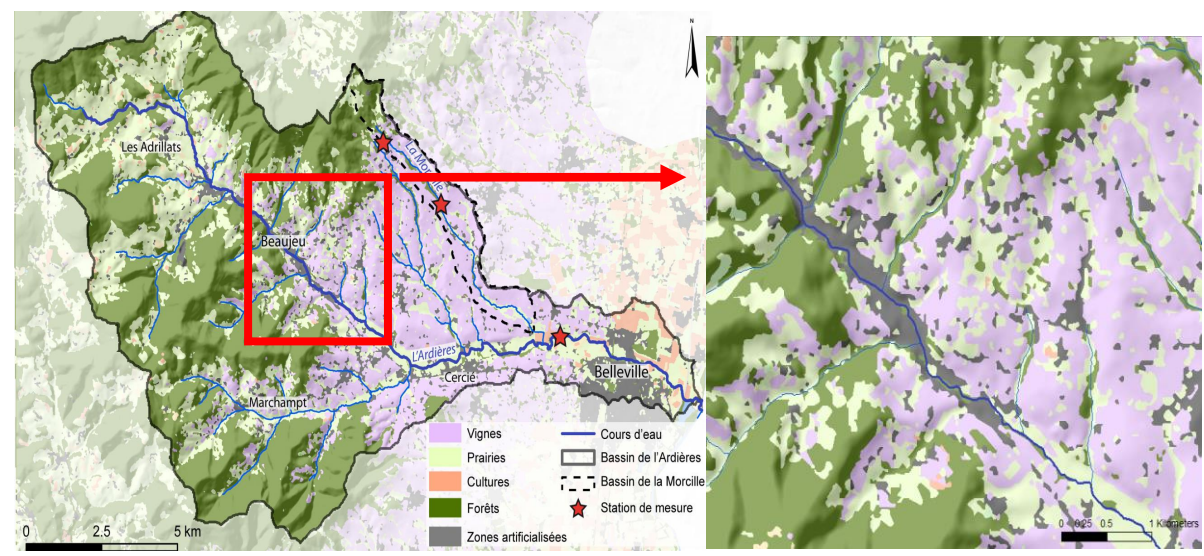 N
Les Adrillats
La Morcille
Beaujeu
L'Ardières
Cercié
Belleville
Marchampt
Vignes
Prairies
Cultures
Forêts
Zones artificialisées
Cours d'eau
Bassin de l'Ardières
Bassin de la Morcille
Station de mesure
0 2.5 5 km
0 0.25 0.5 1 Kilometers